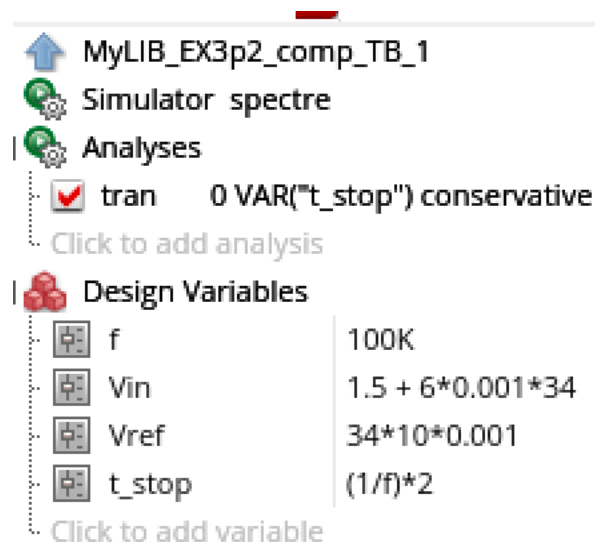 MyLIB_EX3p2_comp_TB_1
Simulator spectre
Analyses
tran 0 VAR("t_stop") conservative
Click to add analysis
Design Variables
f 100K
Vin 1.5 + 6*0.001*34
Vref 34*10*0.001
t_stop (1/f)*2
Click to add variable